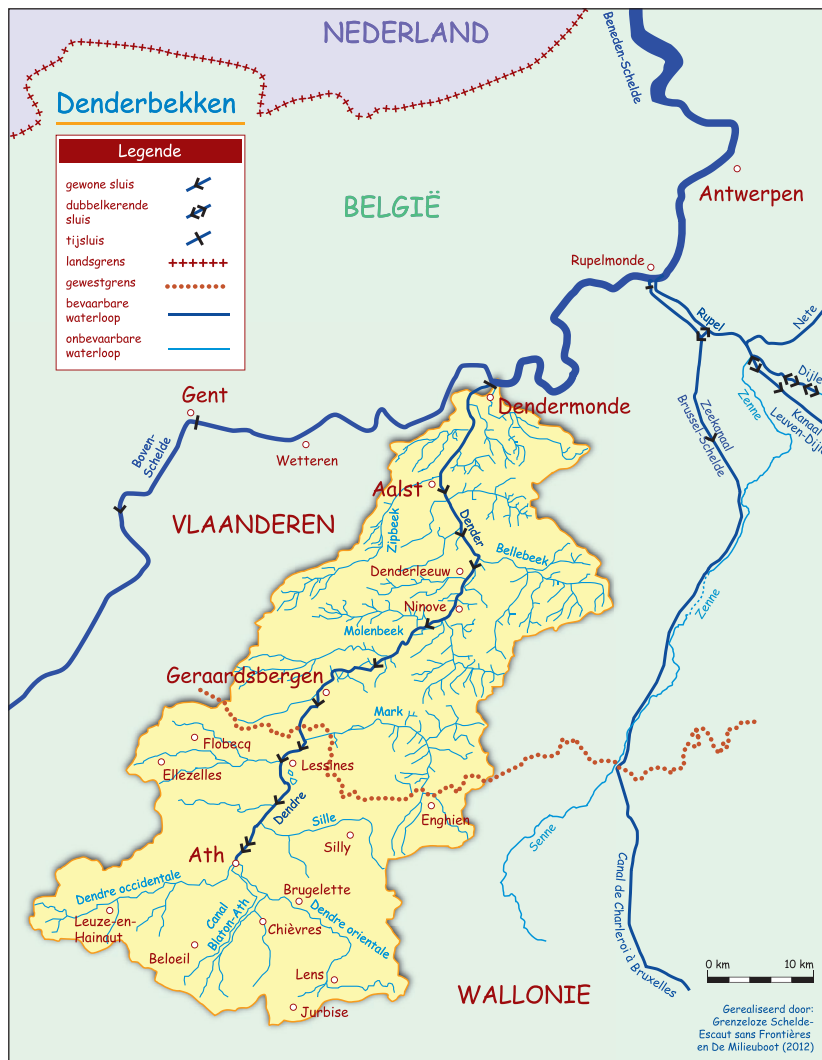 NEDERLAND
Beneden-Schelde
Denderbekken
Legende
gewone sluis
dubbelkerende
sluis
tijsluis
landsgrens
gewestgrens
bevaarbare
waterloop
onbevaarbare
waterloop
BELGIË
Antwerpen
Rupelmonde
Rupel
Nete
Dijle
Zenne
Kanaal
Leuven-Dijle
Zeekanaal
Brussel-Schelde
Gent
Boven-
Schelde
Wetteren
Dendermonde
Aalst
VLAANDEREN
Zipbeek
Dender
Bellebeek
Denderleeuw
Ninove
Molenbeek
Zenne
Geraardsbergen
Mark
Flobecq
Ellezelles
Lessines
Dendre
Sille
Enghien
Silly
Senne
Ath
Dendre occidentale
Brugelette
Canal
Blaton-Ath
Dendre orientale
Leuze-en-
Hainaut
Chièvres
Beloeil
Lens
Jurbise
Canal de Charleroi à Bruxelles
WALLONIE
0 km 10 km
Gerealiseerd door:
Grenzeloze Schelde-
Escaut sans Frontières
en De Milieuboot (2012)